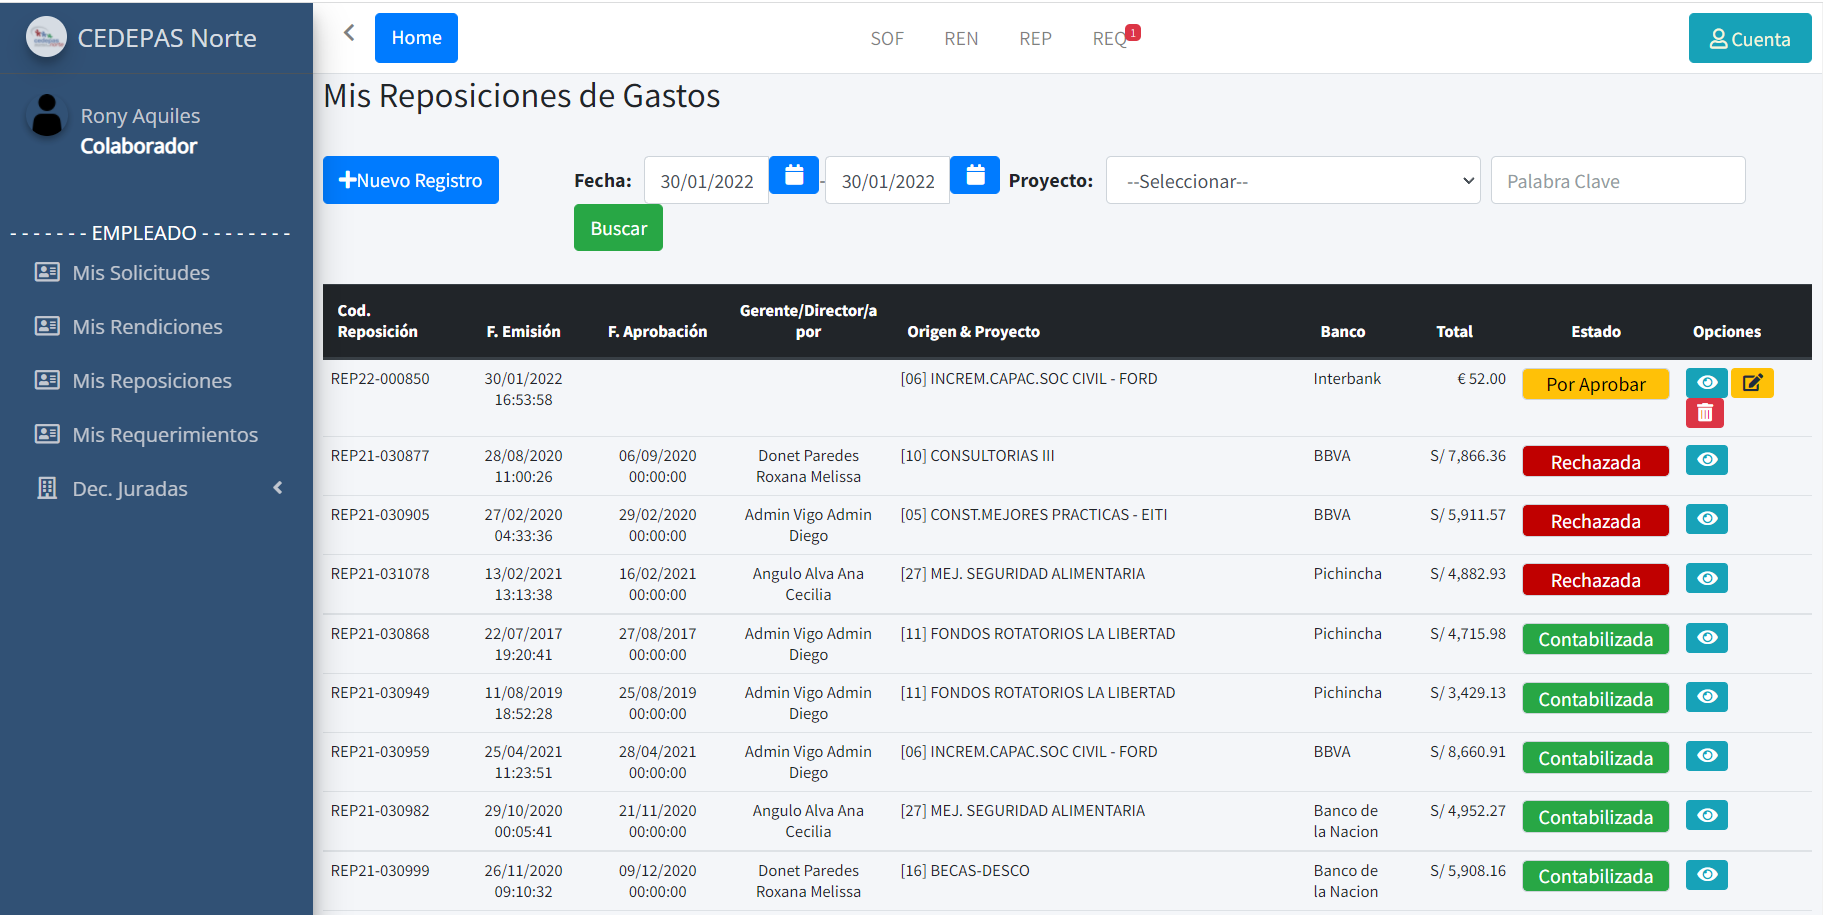 CEDEPAS Norte
Rony Aquiles
Colaborador
- - - - - - - EMPLEADO - - - - - - - -
Mis Solicitudes
Mis Rendiciones
Mis Reposiciones
Mis Requerimientos
Dec. Juradas
Home
SOF REN REP REQ 1
Cuenta
Mis Reposiciones de Gastos
+Nuevo Registro
Fecha: 30/01/2022 - 30/01/2022 Proyecto: --Seleccionar-- Palabra Clave
Buscar
Cod. Reposición F. Emisión F. Aprobación Gerente/Director/a por Origen & Proyecto Banco Total Estado Opciones
REP22-000850 30/01/2022 [06] INCREM.CAPAC.SOC CIVIL - FORD Interbank € 52.00 Por Aprobar
16:53:58
REP21-030877 28/08/2020 06/09/2020 Donet Paredes [10] CONSULTORIAS III BBVA S/ 7,866.36 Rechazada
11:00:26 00:00:00 Roxana Melissa
REP21-030905 27/02/2020 29/02/2020 Admin Vigo Admin [05] CONST.MEJORES PRACTICAS - EITI BBVA S/ 5,911.57 Rechazada
04:33:36 00:00:00 Diego
REP21-031078 13/02/2021 16/02/2021 Angulo Alva Ana [27] MEJ. SEGURIDAD ALIMENTARIA Pichincha S/ 4,882.93 Rechazada
13:13:38 00:00:00 Cecilia
REP21-030868 22/07/2017 27/08/2017 Admin Vigo Admin [11] FONDOS ROTATORIOS LA LIBERTAD Pichincha S/ 4,715.98 Contabilizada
19:20:41 00:00:00 Diego
REP21-030949 11/08/2019 25/08/2019 Admin Vigo Admin [11] FONDOS ROTATORIOS LA LIBERTAD Pichincha S/ 3,429.13 Contabilizada
18:52:28 00:00:00 Diego
REP21-030959 25/04/2021 28/04/2021 Admin Vigo Admin [06] INCREM.CAPAC.SOC CIVIL - FORD BBVA S/ 8,660.91 Contabilizada
11:23:51 00:00:00 Diego
REP21-030982 29/10/2020 21/11/2020 Angulo Alva Ana [27] MEJ. SEGURIDAD ALIMENTARIA Banco de S/ 4,952.27 Contabilizada
00:05:41 00:00:00 Cecilia la Nacion
REP21-030999 26/11/2020 09/12/2020 Donet Paredes [16] BECAS-DESCO Banco de S/ 5,908.16 Contabilizada
09:10:32 00:00:00 Roxana Melissa la Nacion